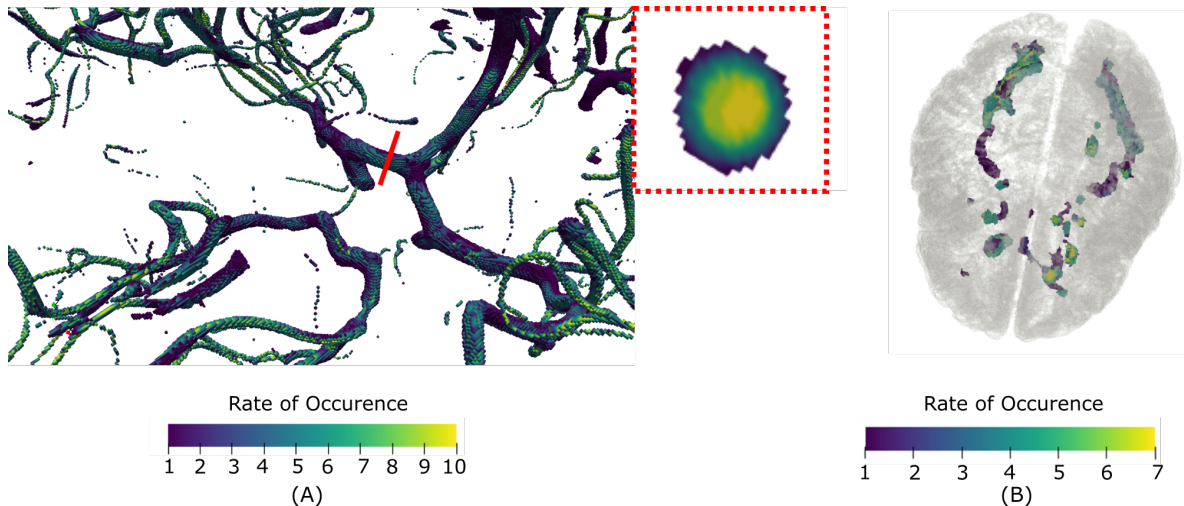 Rate of Occurence
1 2 3 4 5 6 7 8 9 10
(A)
Rate of Occurence
1 2 3 4 5 6 7
(B)